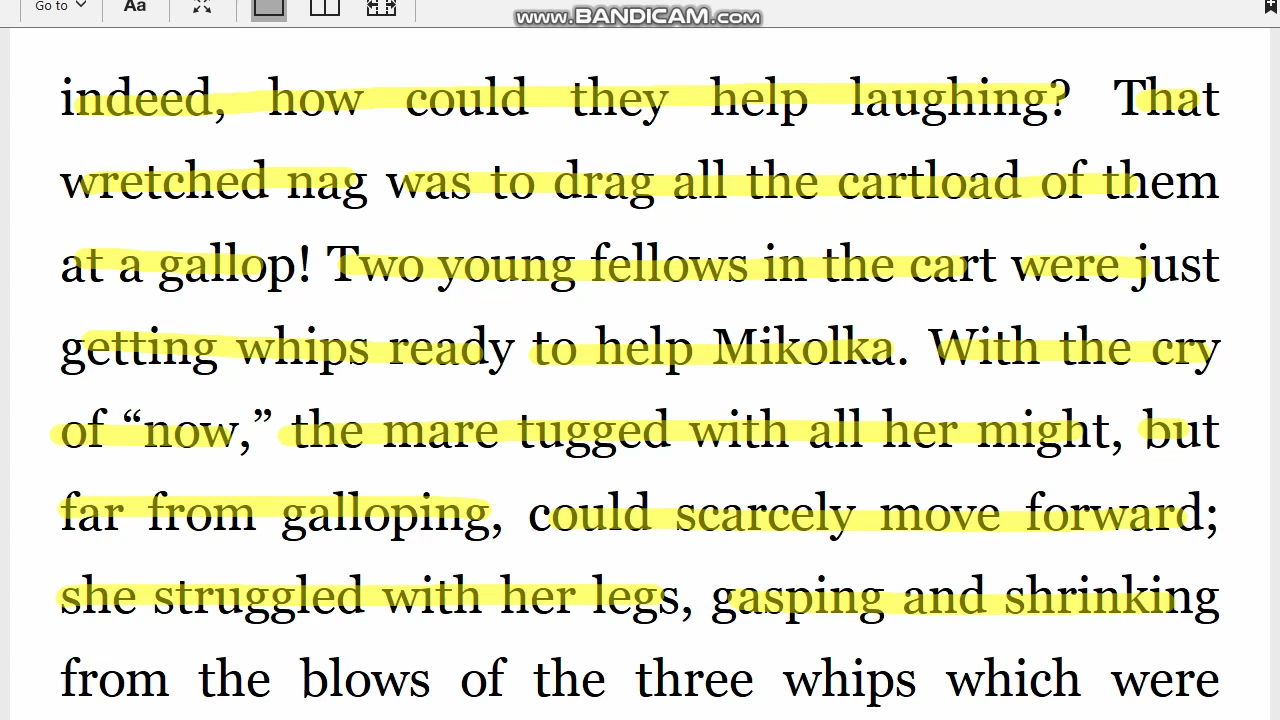 Go to Aa
www.BANDICAM.com
indeed, how could they help laughing? That
wretched nag was to drag all the cartload of them
at a gallop! Two young fellows in the cart were just
getting whips ready to help Mikolka. With the cry
of “now,” the mare tugged with all her might, but
far from galloping, could scarcely move forward;
she struggled with her legs, gasping and shrinking
from the blows of the three whips which were